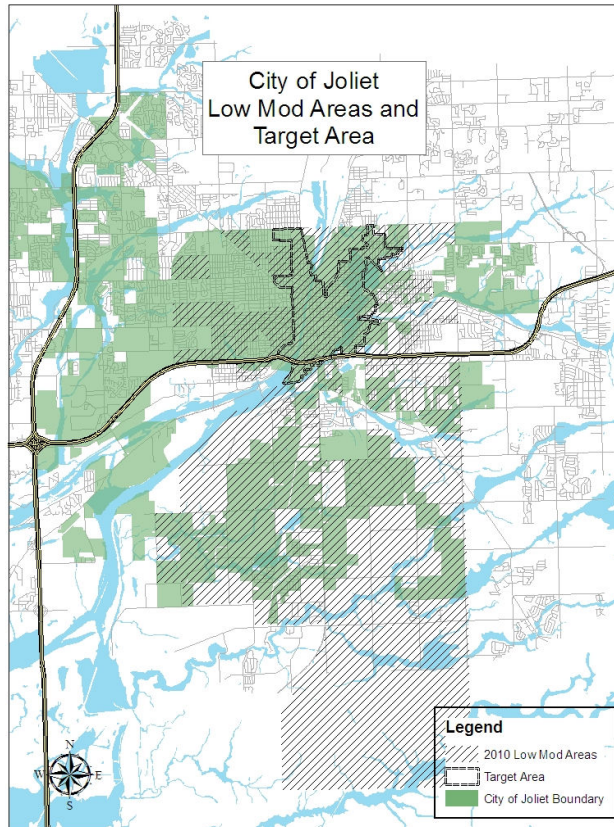 City of Joliet
Low Mod Areas and
Target Area
Legend
2010 Low Mod Areas
Target Area
City of Joliet Boundary
N
W
E
S